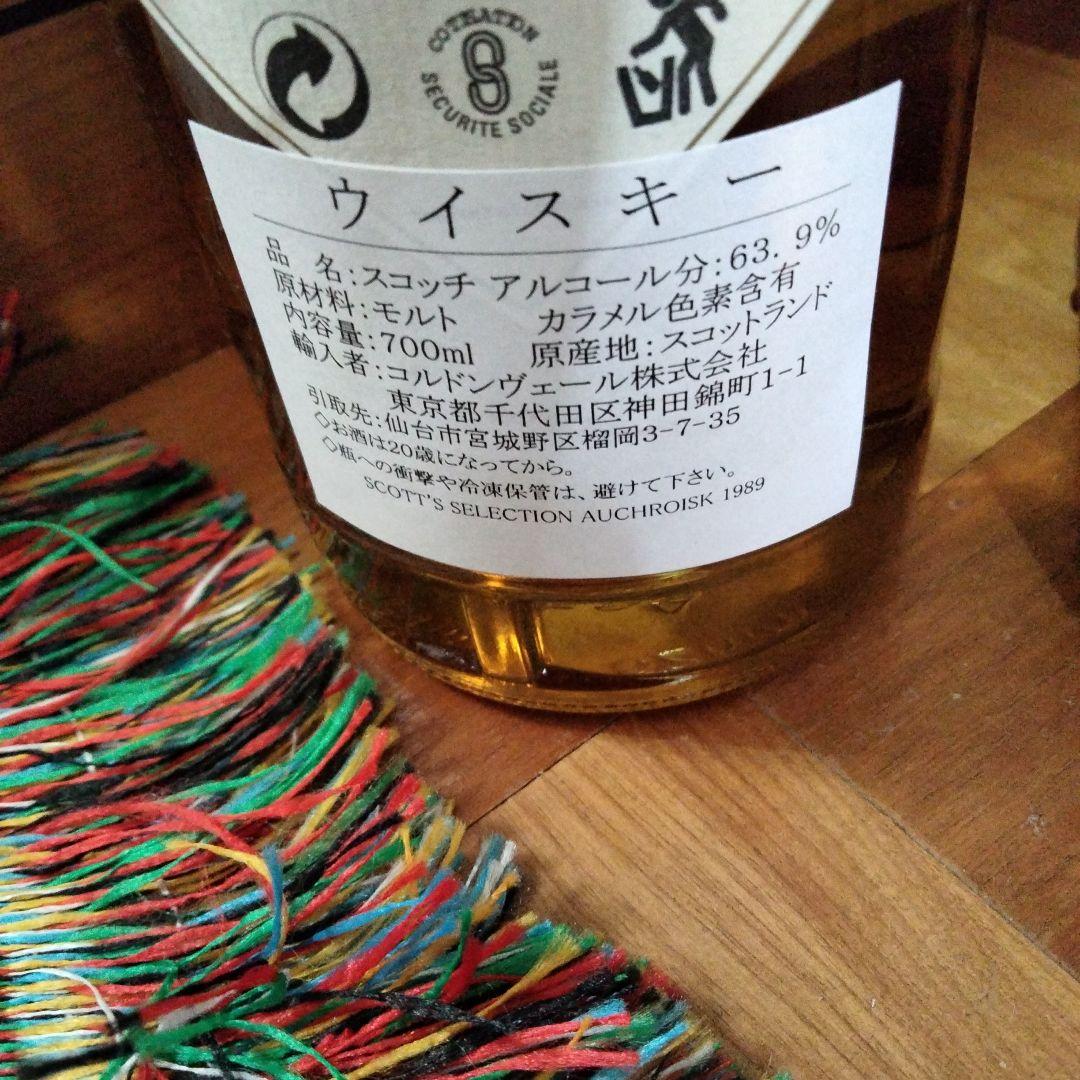 COTISATION
SECURITE SOCIALE
ウイスキー
品 名:スコッチ アルコール分:63.9%
原材料:モルト カラメル色素含有
内容量:700ml 原産地:スコットランド
輸入者:コルドンヴェール株式会社
東京都千代田区神田錦町1-1
引取先:仙台市宮城野区榴岡3-7-35
◇お酒は20歳になってから。
◇瓶への衝撃や冷凍保管は、避けて下さい。
SCOTT'S SELECTION AUCHROISK 1989